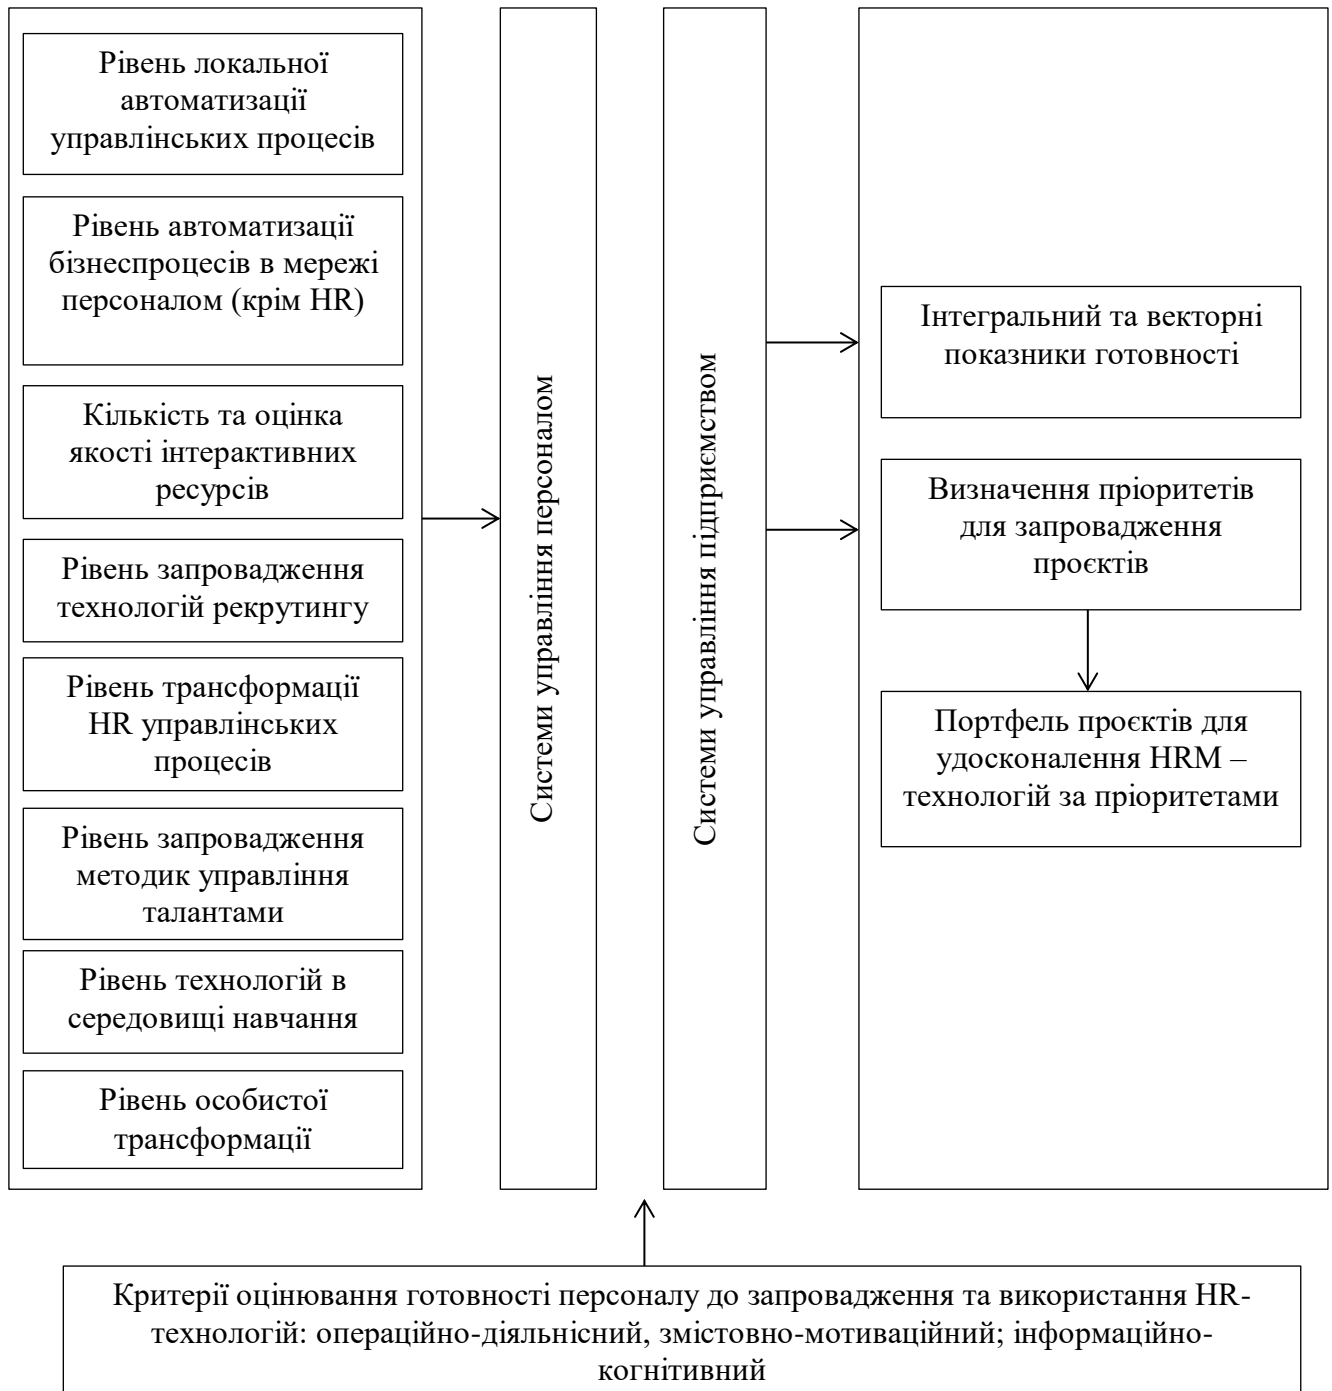 Рівень локальної
автоматизації
управлінських процесів
Рівень автоматизації
бізнеспроцесів в мережі
персоналом (крім HR)
Кількість та оцінка
якості інтерактивних
ресурсів
Рівень запровадження
технологій рекрутингу
Рівень трансформації
HR управлінських
процесів
Рівень запровадження
методик управління
талантами
Рівень технологій в
середовищі навчання
Рівень особистої
трансформації
Системи управління персоналом
Системи управління підприємством
Інтегральний та векторні
показники готовності
Визначення пріоритетів
для запровадження
проєктів
Портфель проєктів для
удосконалення HRM –
технологій за пріоритетами
Критерії оцінювання готовності персоналу до запровадження та використання HR-
технологій: операційно-діяльнісний, змістовно-мотиваційний; інформаційно-
когнітивний